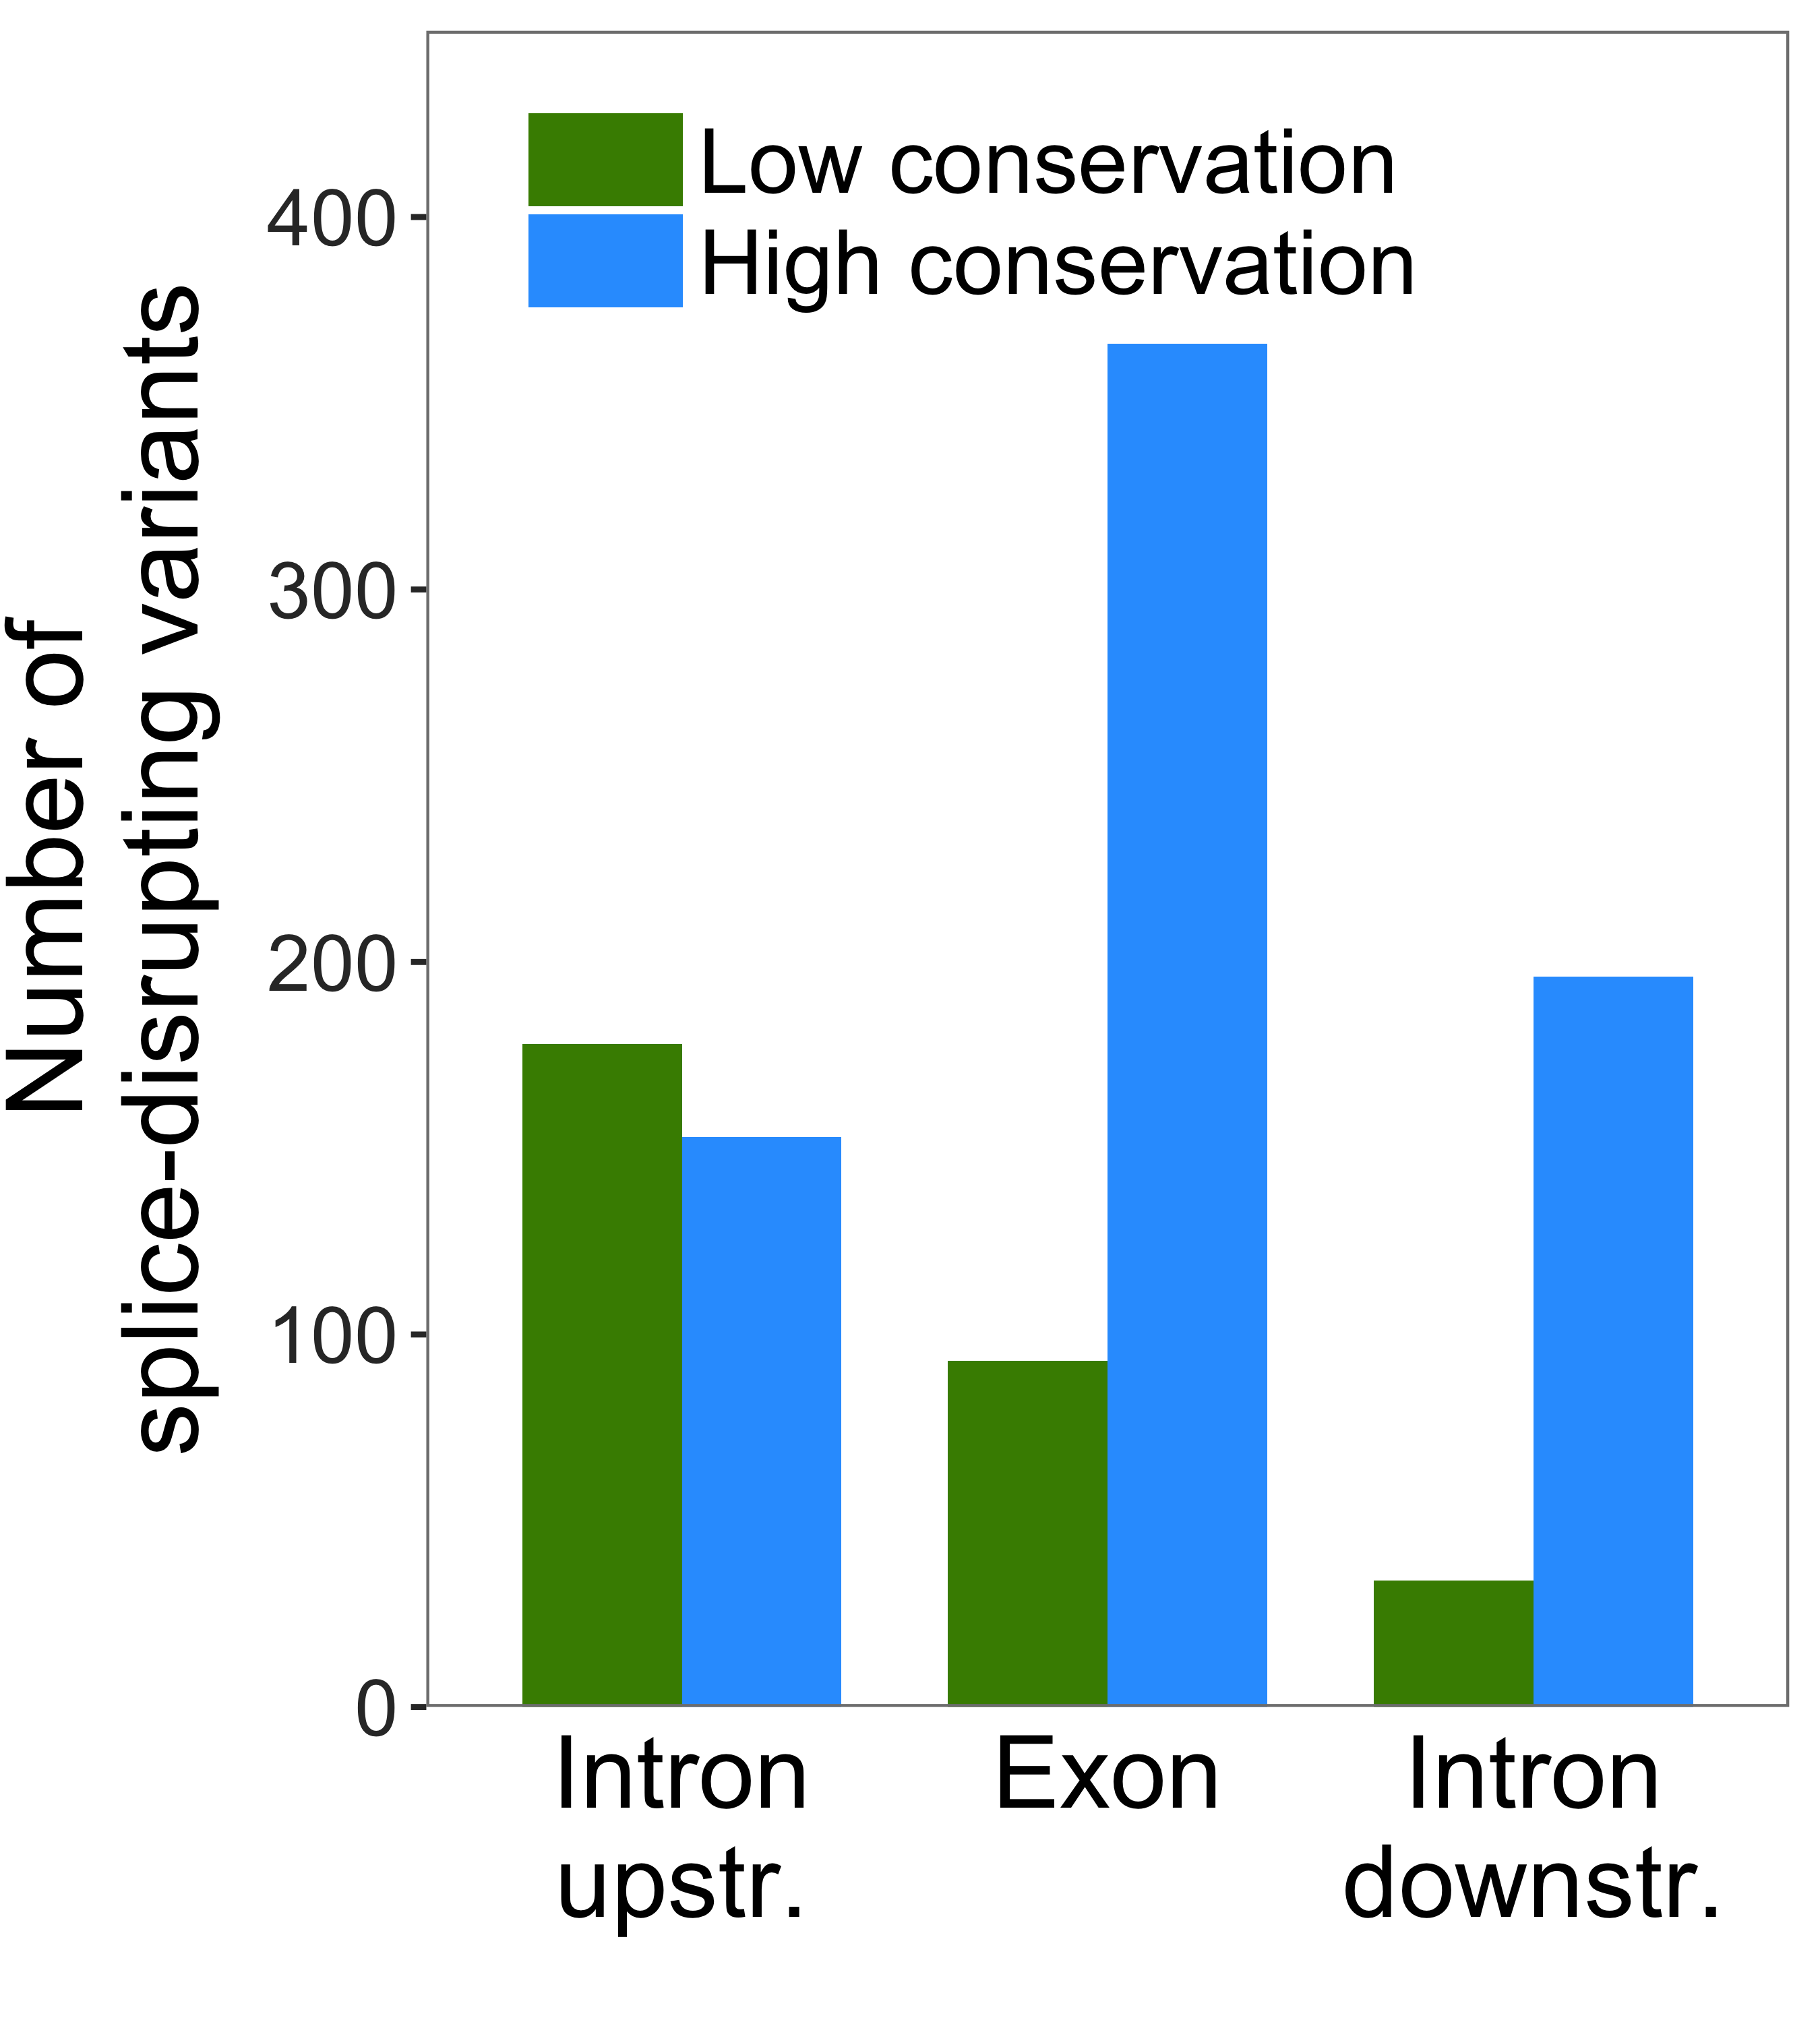 Number of
splice-disrupting variants
400
300
200
100
0
Low conservation
High conservation
Intron
upstr.
Exon
Intron
downstr.